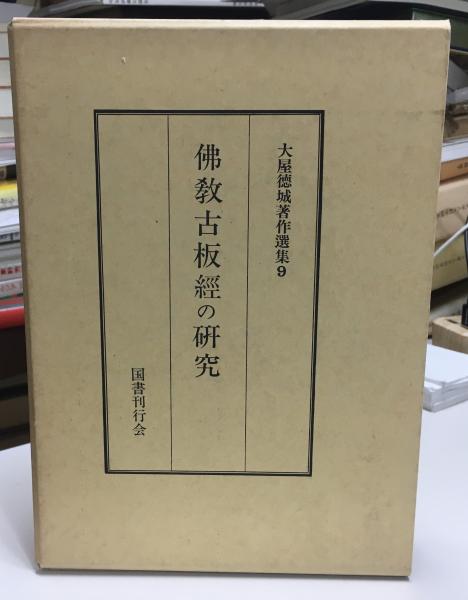 大屋德城著作選集9
佛教古板經の研究
国書刊行会